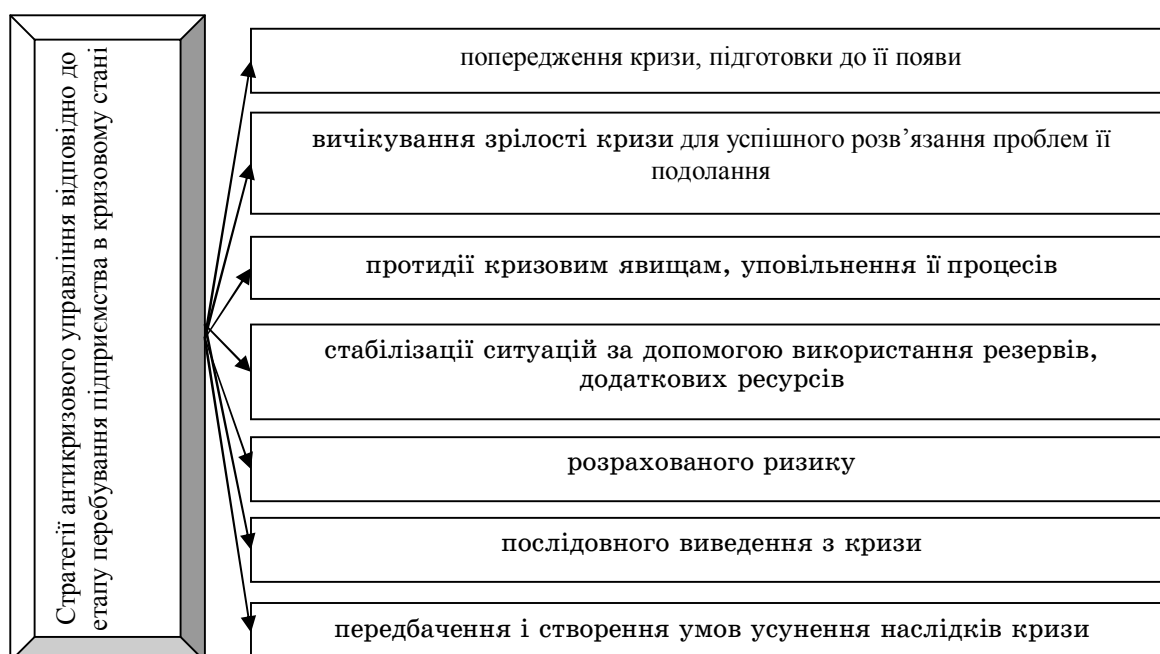 Стратегії антикризового управління відповідно до
етапу перебування підприємства в кризовому стані
попередження кризи, підготовки до її появи
вичікування зрілості кризи для успішного розв’язання проблем її
подолання
протидії кризовим явищам, уповільнення її процесів
стабілізації ситуацій за допомогою використання резервів,
додаткових ресурсів
розрахованого ризику
послідовного виведення з кризи
передбачення і створення умов усунення наслідків кризи